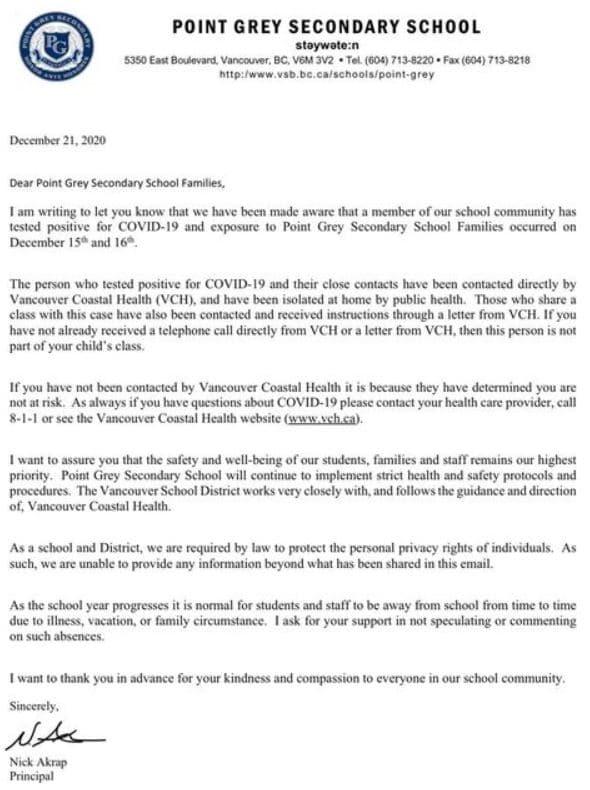 POINT GREY SECONDARY SCHOOL
stəywəte:n
5350 East Boulevard, Vancouver, BC, V6M 3V2 • Tel. (604) 713-8220 • Fax (604) 713-8218
http:/www.vsb.bc.ca/schools/point-grey
PG
December 21, 2020
Dear Point Grey Secondary School Families,
I am writing to let you know that we have been made aware that a member of our school community has
tested positive for COVID-19 and exposure to Point Grey Secondary School Families occurred on
December 15th and 16th.
The person who tested positive for COVID-19 and their close contacts have been contacted directly by
Vancouver Coastal Health (VCH), and have been isolated at home by public health. Those who share a
class with this case have also been contacted and received instructions through a letter from VCH. If you
have not already received a telephone call directly from VCH or a letter from VCH, then this person is not
part of your child's class.
If you have not been contacted by Vancouver Coastal Health it is because they have determined you are
not at risk. As always if you have questions about COVID-19 please contact your health care provider, call
8-1-1 or see the Vancouver Coastal Health website (www.vch.ca).
I want to assure you that the safety and well-being of our students, families and staff remains our highest
priority. Point Grey Secondary School will continue to implement strict health and safety protocols and
procedures. The Vancouver School District works very closely with, and follows the guidance and direction
of, Vancouver Coastal Health.
As a school and District, we are required by law to protect the personal privacy rights of individuals. As
such, we are unable to provide any information beyond what has been shared in this email.
As the school year progresses it is normal for students and staff to be away from school from time to time
due to illness, vacation, or family circumstance. I ask for your support in not speculating or commenting
on such absences.
I want to thank you in advance for your kindness and compassion to everyone in our school community.
Sincerely,
Nick Akrap
Principal